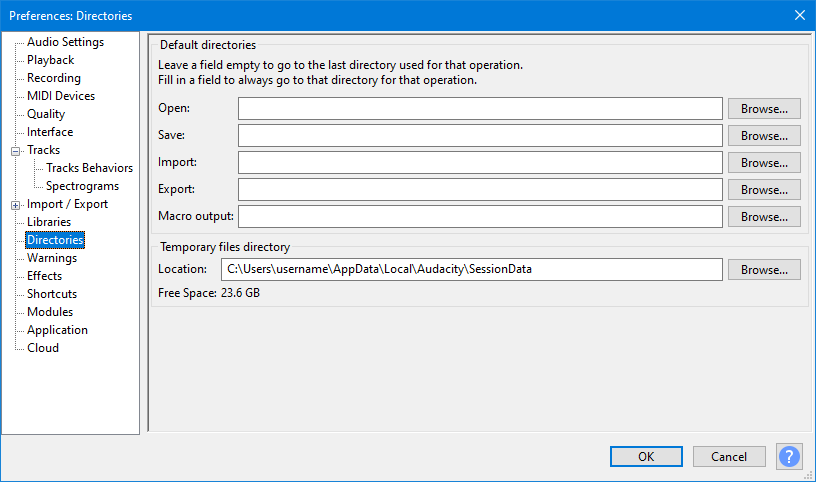 Preferences: Directories
Audio Settings
Playback
Recording
MIDI Devices
Quality
Interface
Tracks
Tracks Behaviors
Spectrograms
Import / Export
Libraries
Directories
Warnings
Effects
Shortcuts
Modules
Application
Cloud
Default directories
Leave a field empty to go to the last directory used for that operation.
Fill in a field to always go to that directory for that operation.
Open: Browse...
Save: Browse...
Import: Browse...
Export: Browse...
Macro output: Browse...
Temporary files directory
Location: C:\Users\username\AppData\Local\Audacity\SessionData Browse...
Free Space: 23.6 GB
OK Cancel ?